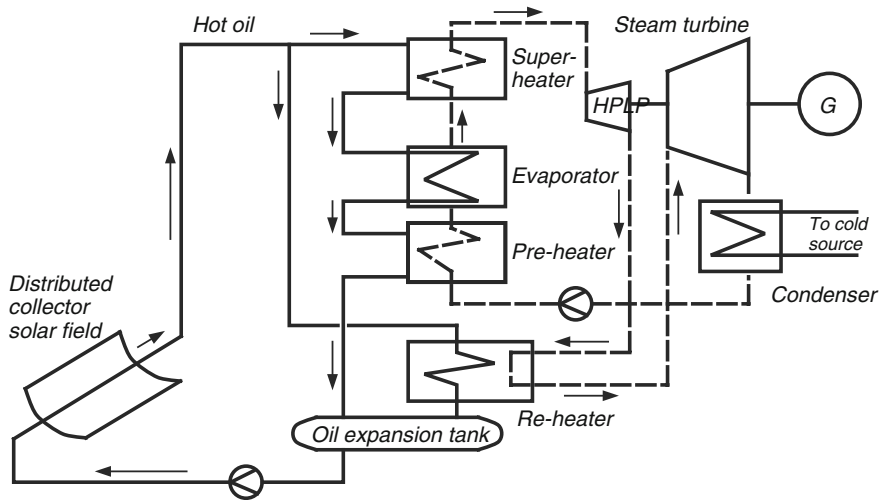 Hot oil
Steam turbine
Super-
heater
HPLP
G
Evaporator
Pre-heater
To cold
source
Condenser
Distributed
collector
solar field
Re-heater
Oil expansion tank